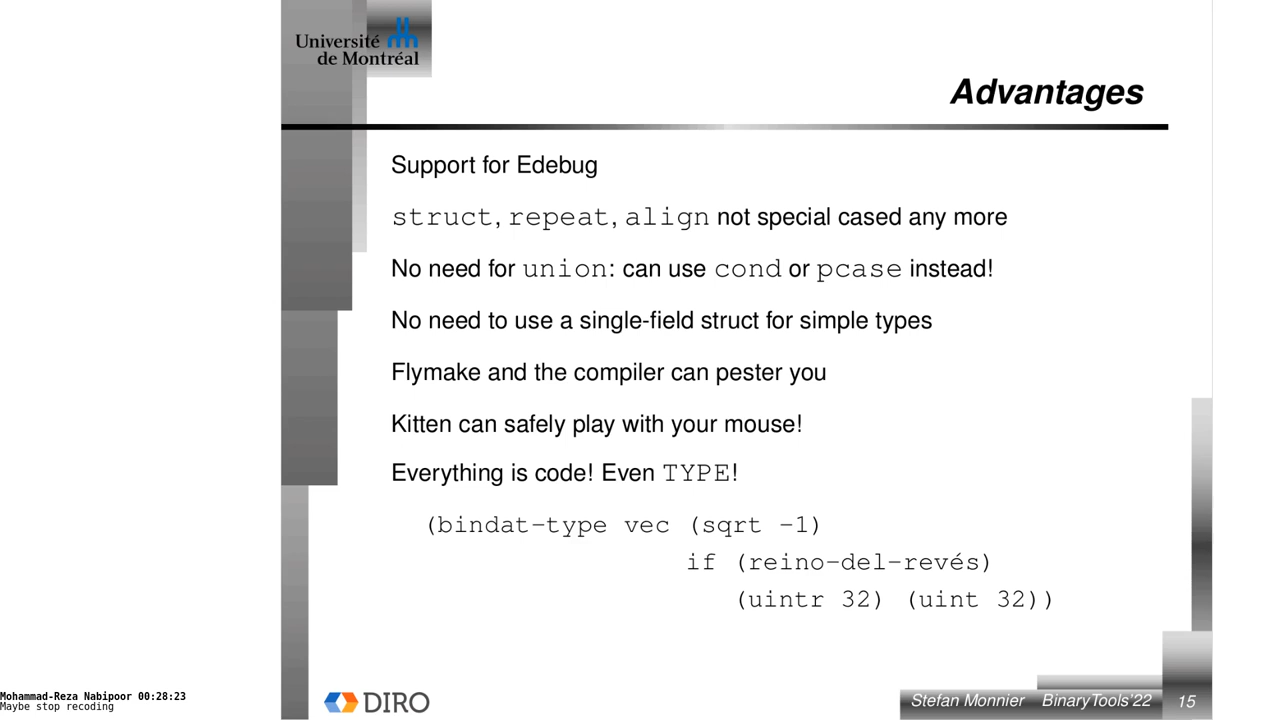 Université
de Montréal
Advantages
Support for Edebug
struct, repeat, align not special cased any more
No need for union: can use cond or pcase instead!
No need to use a single-field struct for simple types
Flymake and the compiler can pester you
Kitten can safely play with your mouse!
Everything is code! Even TYPE!
(bindat-type vec (sqrt -1)
if (reino-del-revés)
(uintr 32) (uint 32))
Mohammad-Reza Nabipoor 00:28:23
Maybe stop recoding
DIRO
Stefan Monnier BinaryTools'22 15